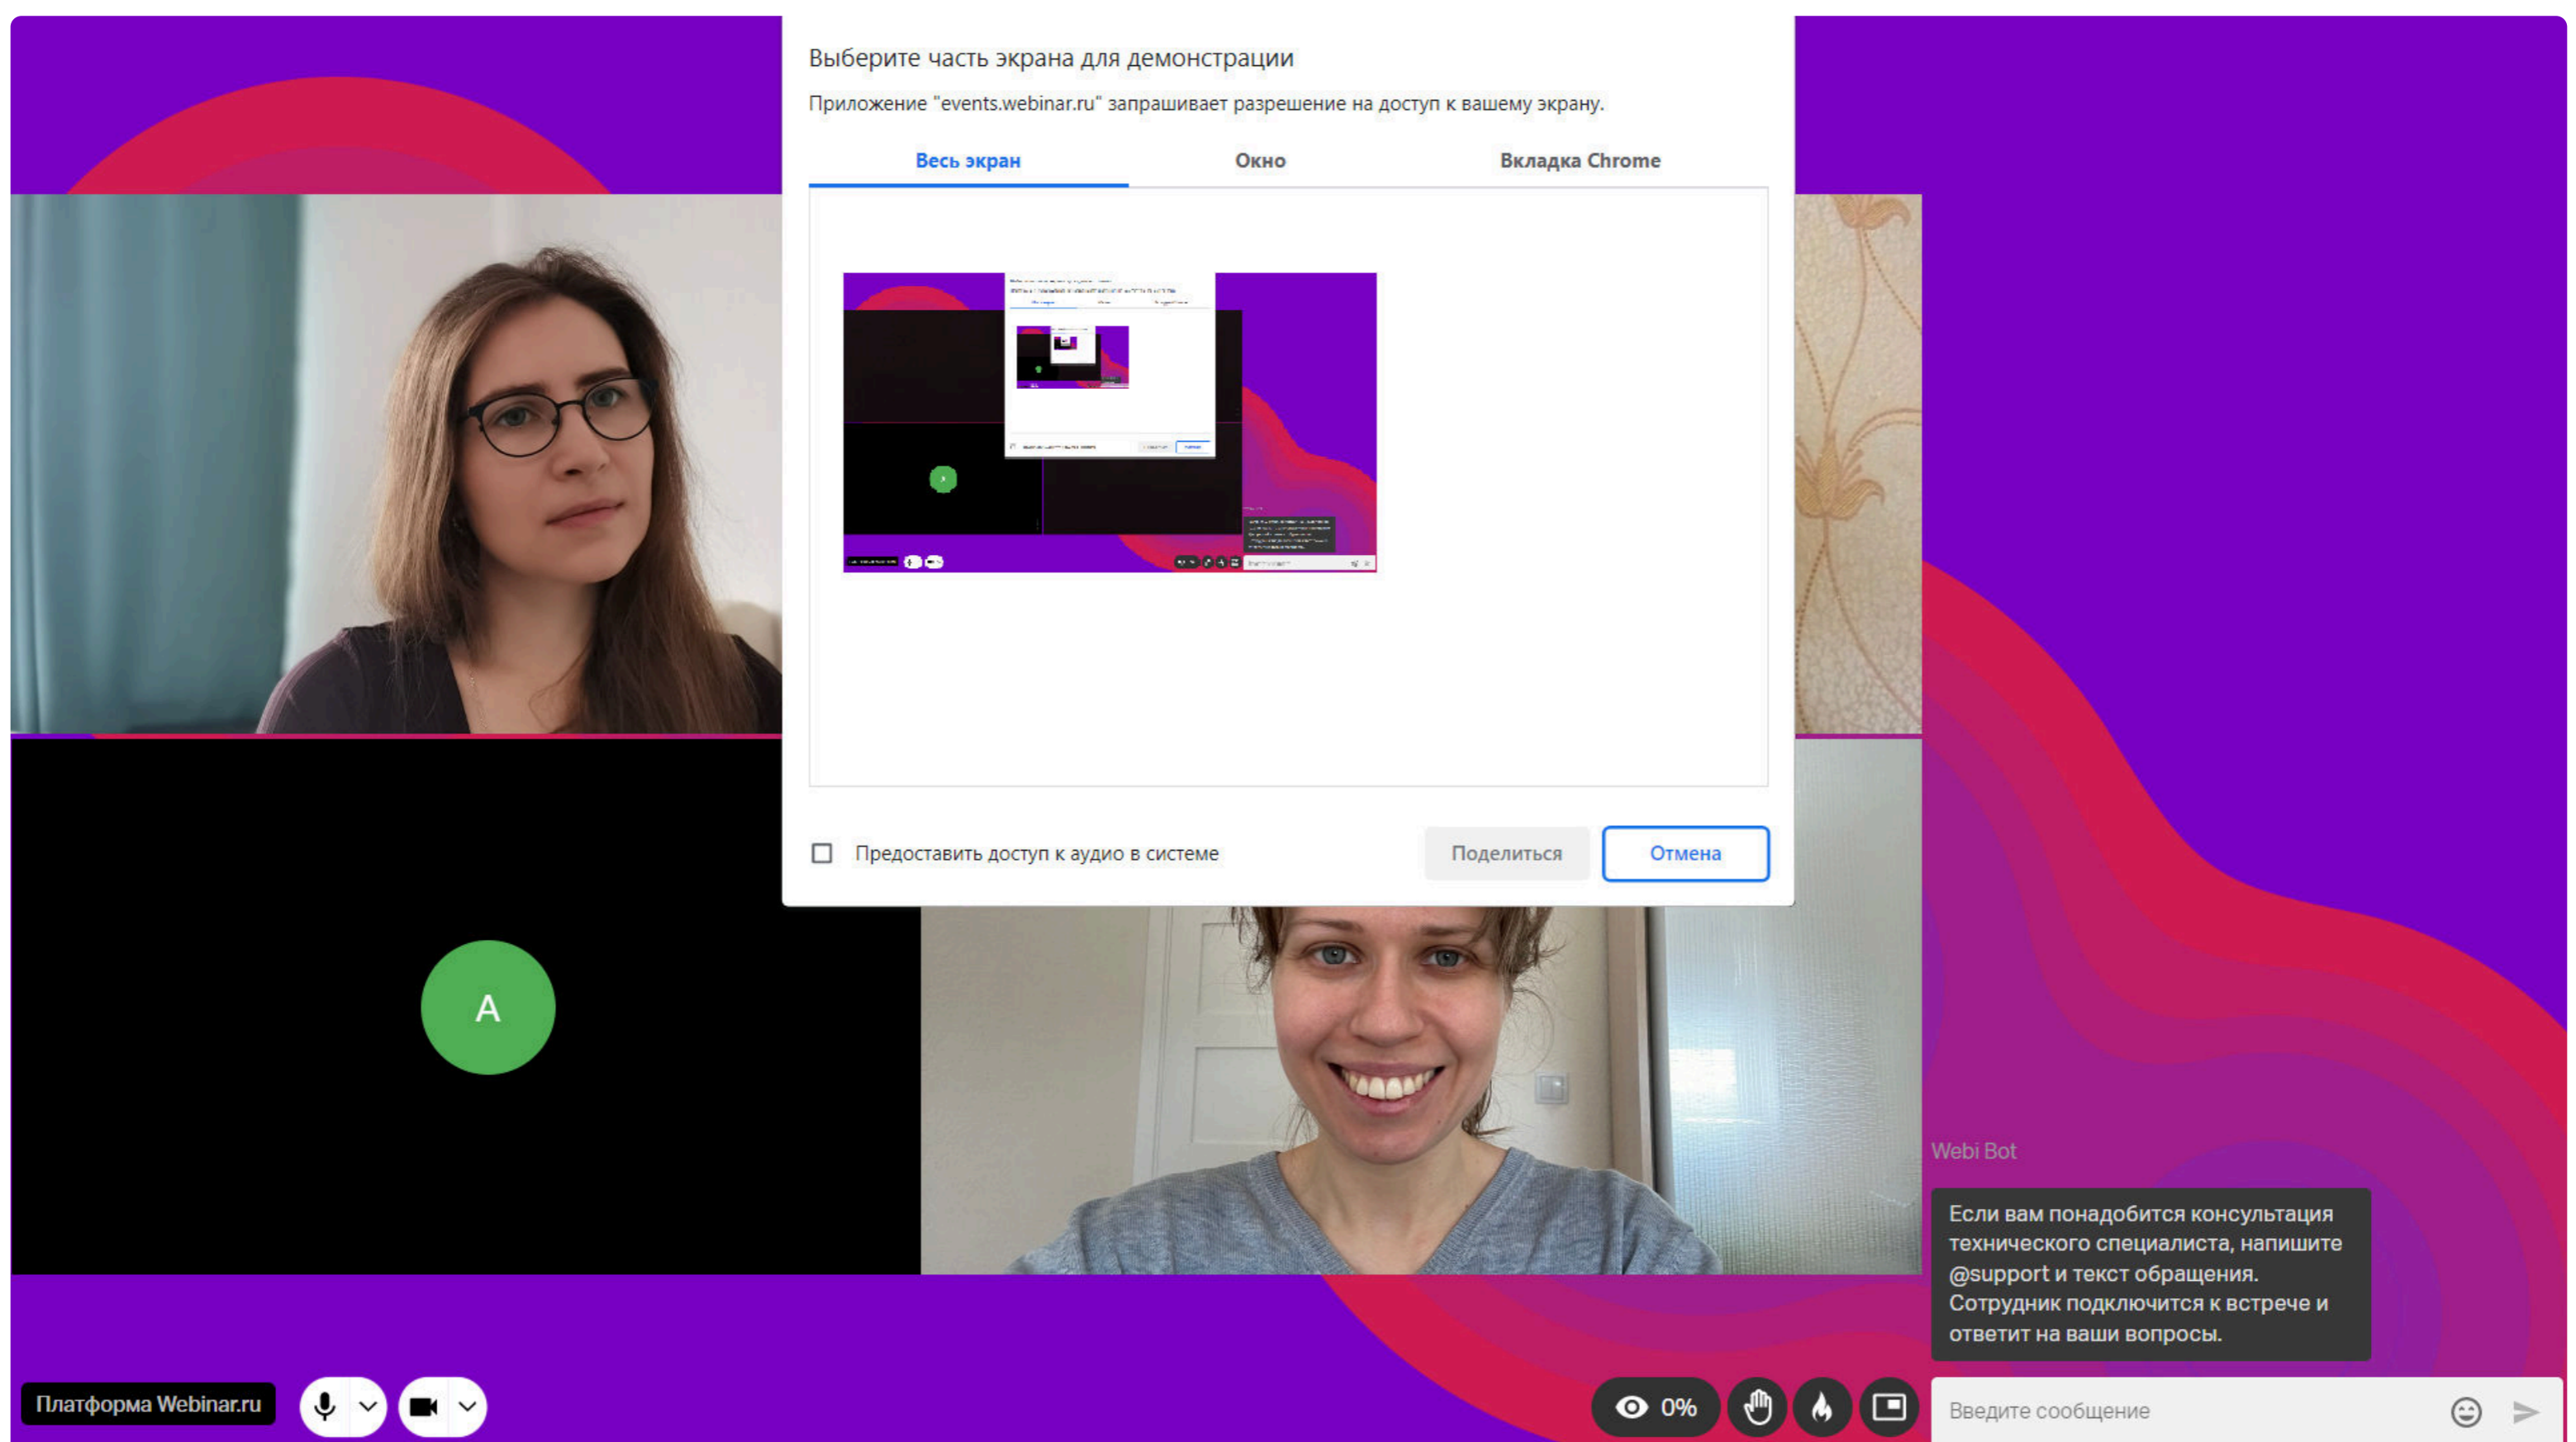 Выберите часть экрана для демонстрации
Приложение "events.webinar.ru" запрашивает разрешение на доступ к вашему экрану.
Весь экран
Окно
Вкладка Chrome
Предоставить доступ к аудио в системе
Поделиться
Отмена
A
Webi Bot
Если вам понадобится консультация
технического специалиста, напишите
@support и текст обращения.
Сотрудник подключится к встрече и
ответит на ваши вопросы.
Платформа Webinar.ru
0%
Введите сообщение